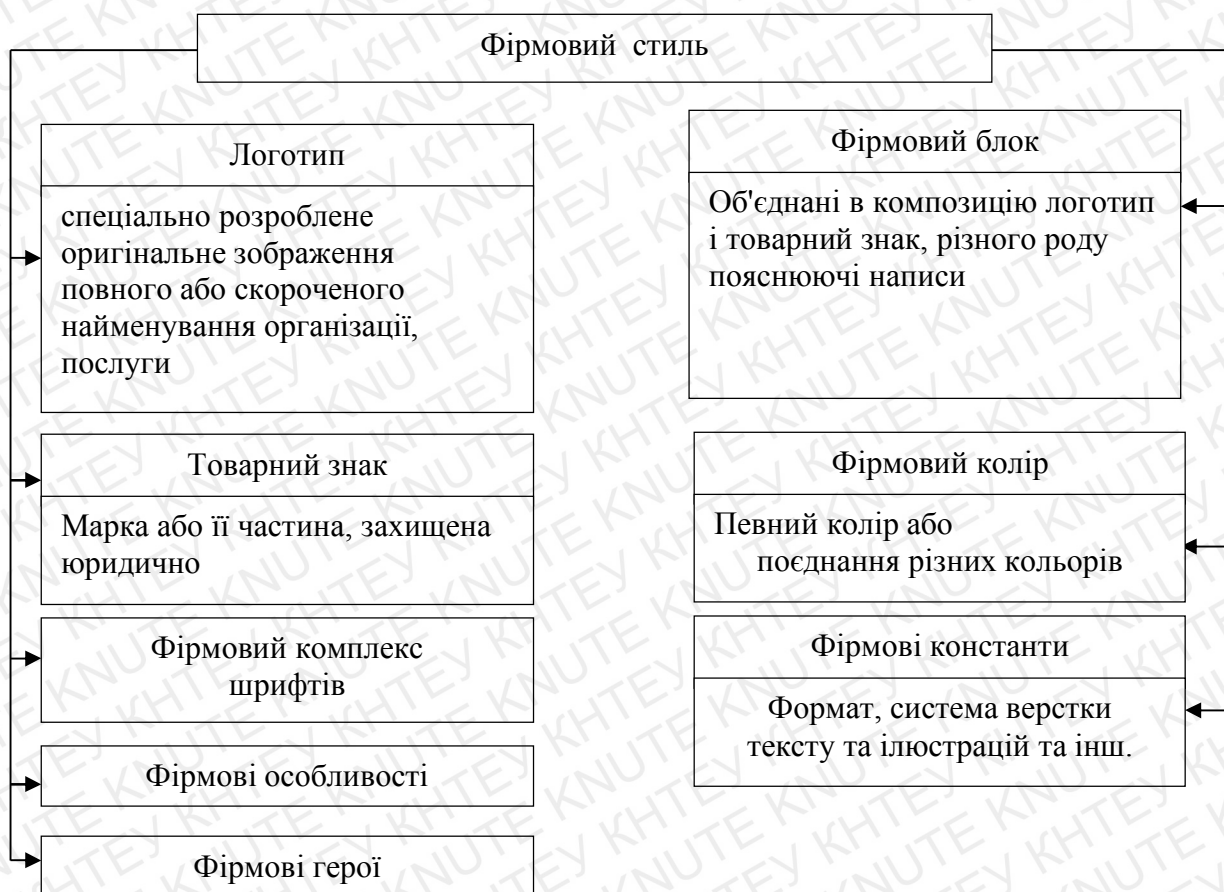 Фірмовий стиль
Логотип
спеціально розроблене
оригінальне зображення
повного або скороченого
найменування організації,
послуги
Товарний знак
Марка або її частина, захищена
юридично
Фірмовий комплекс
шрифтів
Фірмові особливості
Фірмові герої
Фірмовий блок
Об'єднані в композицію логотип
і товарний знак, різного роду
пояснюючі написи
Фірмовий колір
Певний колір або
поєднання різних кольорів
Фірмові константи
Формат, система верстки
тексту та ілюстрацій та інш.